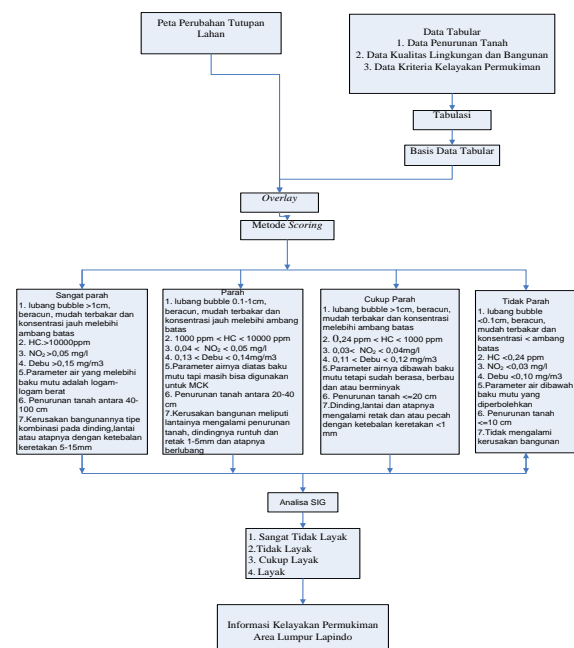 Peta Perubahan Tutupan
Lahan
Data Tabular
1. Data Penurunan Tanah
2. Data Kualitas Lingkungan dan Bangunan
3. Data Kriteria Kelayakan Permukiman
Tabulasi
Basis Data Tabular
Overlay
Metode Scoring
Sangat parah
1. lubang bubble >1cm,
beracun, mudah terbakar dan
konsentrasi jauh melebihi
ambang batas
2. HC.>10000ppm
3. NO₂ >0,05 mg/l
4. Debu >0,15 mg/m3
5.Parameter air yang melebihi
baku mutu adalah logam-
logam berat
6. Penurunan tanah antara 40-
100 cm
7.Kerusakan bangunannya tipe
kombinasi pada dinding,lantai
atau atapnya dengan ketebalan
keretakan 5-15mm
Parah
1. lubang bubble 0.1-1cm,
beracun, mudah terbakar dan
konsentrasi jauh melebihi ambang
batas
2. 1000 ppm < HC < 10000 ppm
3. 0,04 < NO₂ < 0,05 mg/l
4. 0,13 < Debu < 0,14mg/m3
5.Parameter airnya diatas baku
mutu tapi masih bisa digunakan
untuk MCK
6. Penurunan tanah antara 20-40
cm
7.Kerusakan bangunan meliputi
lantainya mengalami penurunan
tanah, dindingnya runtuh dan
retak 1-5mm dan atapnya
berlubang
Cukup Parah
1. lubang bubble >1cm, beracun,
mudah terbakar dan konsentrasi
melebihi ambang batas
2. 0,24 ppm < HC < 1000 ppm
3. 0,03< NO₂ < 0,04mg/l
4. 0,11 < Debu < 0,12 mg/m3
5. Parameter airnya dibawah baku
mutu tetapi sudah berasa, berbau
dan atau berminyak
6. Penurunan tanah <=20 cm
7.Dinding,lantai dan atapnya
mengalami retak dan atau pecah
dengan ketebalan keretakan <1
mm
Tidak Parah
1. lubang bubble
<0.1cm, beracun,
mudah terbakar dan
konsentrasi < ambang
batas
2. HC <0,24 ppm
3. NO₂ <0,03 mg/l
4. Debu <0,10 mg/m3
5.Parameter air dibawah
baku mutu yang
diperbolehkan
6. Penurunan tanah
<=10 cm
7.Tidak mengalami
kerusakan bangunan
Analisa SIG
1. Sangat Tidak Layak
2.Tidak Layak
3. Cukup Layak
4. Layak
Informasi Kelayakan Permukiman
Area Lumpur Lapindo